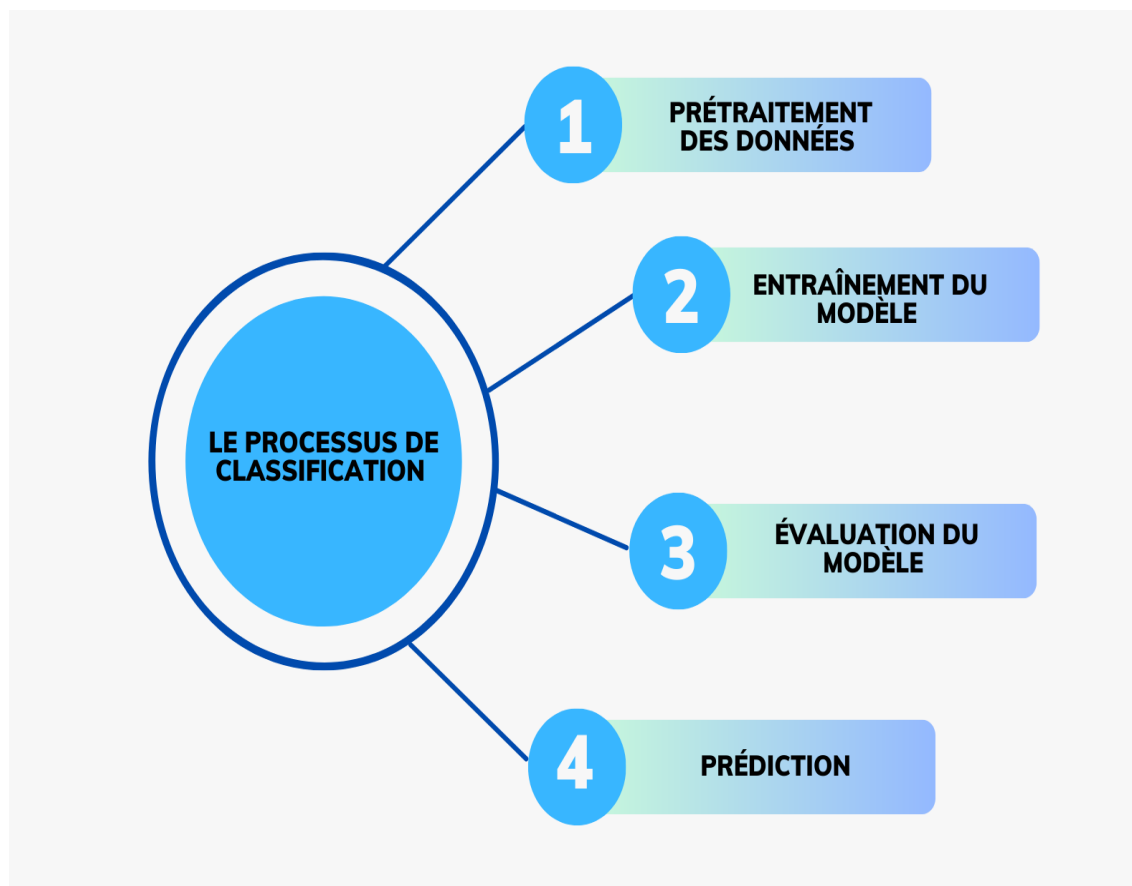 1
PRÉTRAITEMENT
DES DONNÉES
2
ENTRAÎNEMENT DU
MODÈLE
LE PROCESSUS DE
CLASSIFICATION
3
ÉVALUATION DU
MODÈLE
4
PRÉDICTION